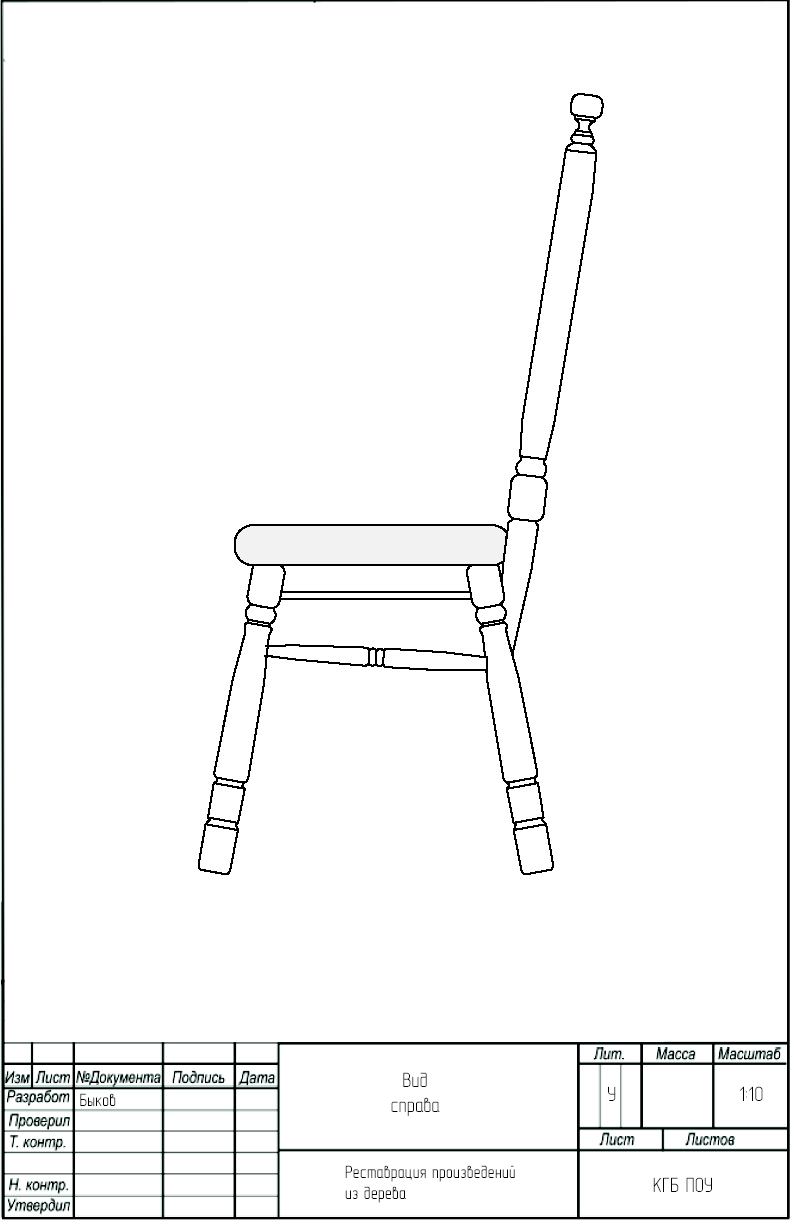 Лит. Масса Масштаб
Изм Лист №Документа Подпись Дата
Вид
справа
Разработ Быков
У 1:10
Проверил
Т. контр.
Лист Листов
Реставрация произведений
из дерева
Н. контр.
КГБ ПОУ
Утвердил